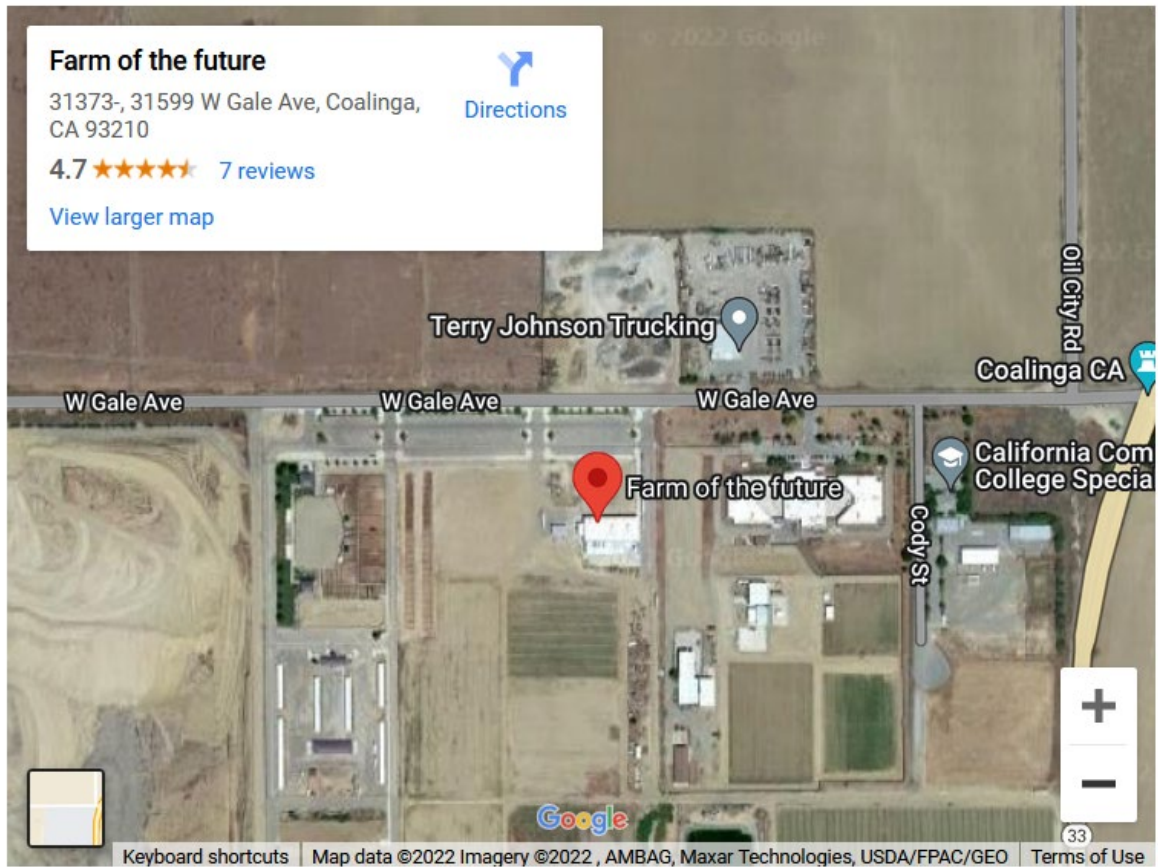 Farm of the future
31373-, 31599 W Gale Ave, Coalinga,
CA 93210
Directions
4.7
7 reviews
View larger map
© 2022 Google
Oil City Rd
Terry Johnson Trucking
Coalinga CA
W Gale Ave
W Gale Ave
W Gale Ave
California Com
College Specia
Farm of the future
Cody St
Google
33
Keyboard shortcuts
Map data ©2022 Imagery ©2022 , AMBAG, Maxar Technologies, USDA/FPAC/GEO
Terms of Use